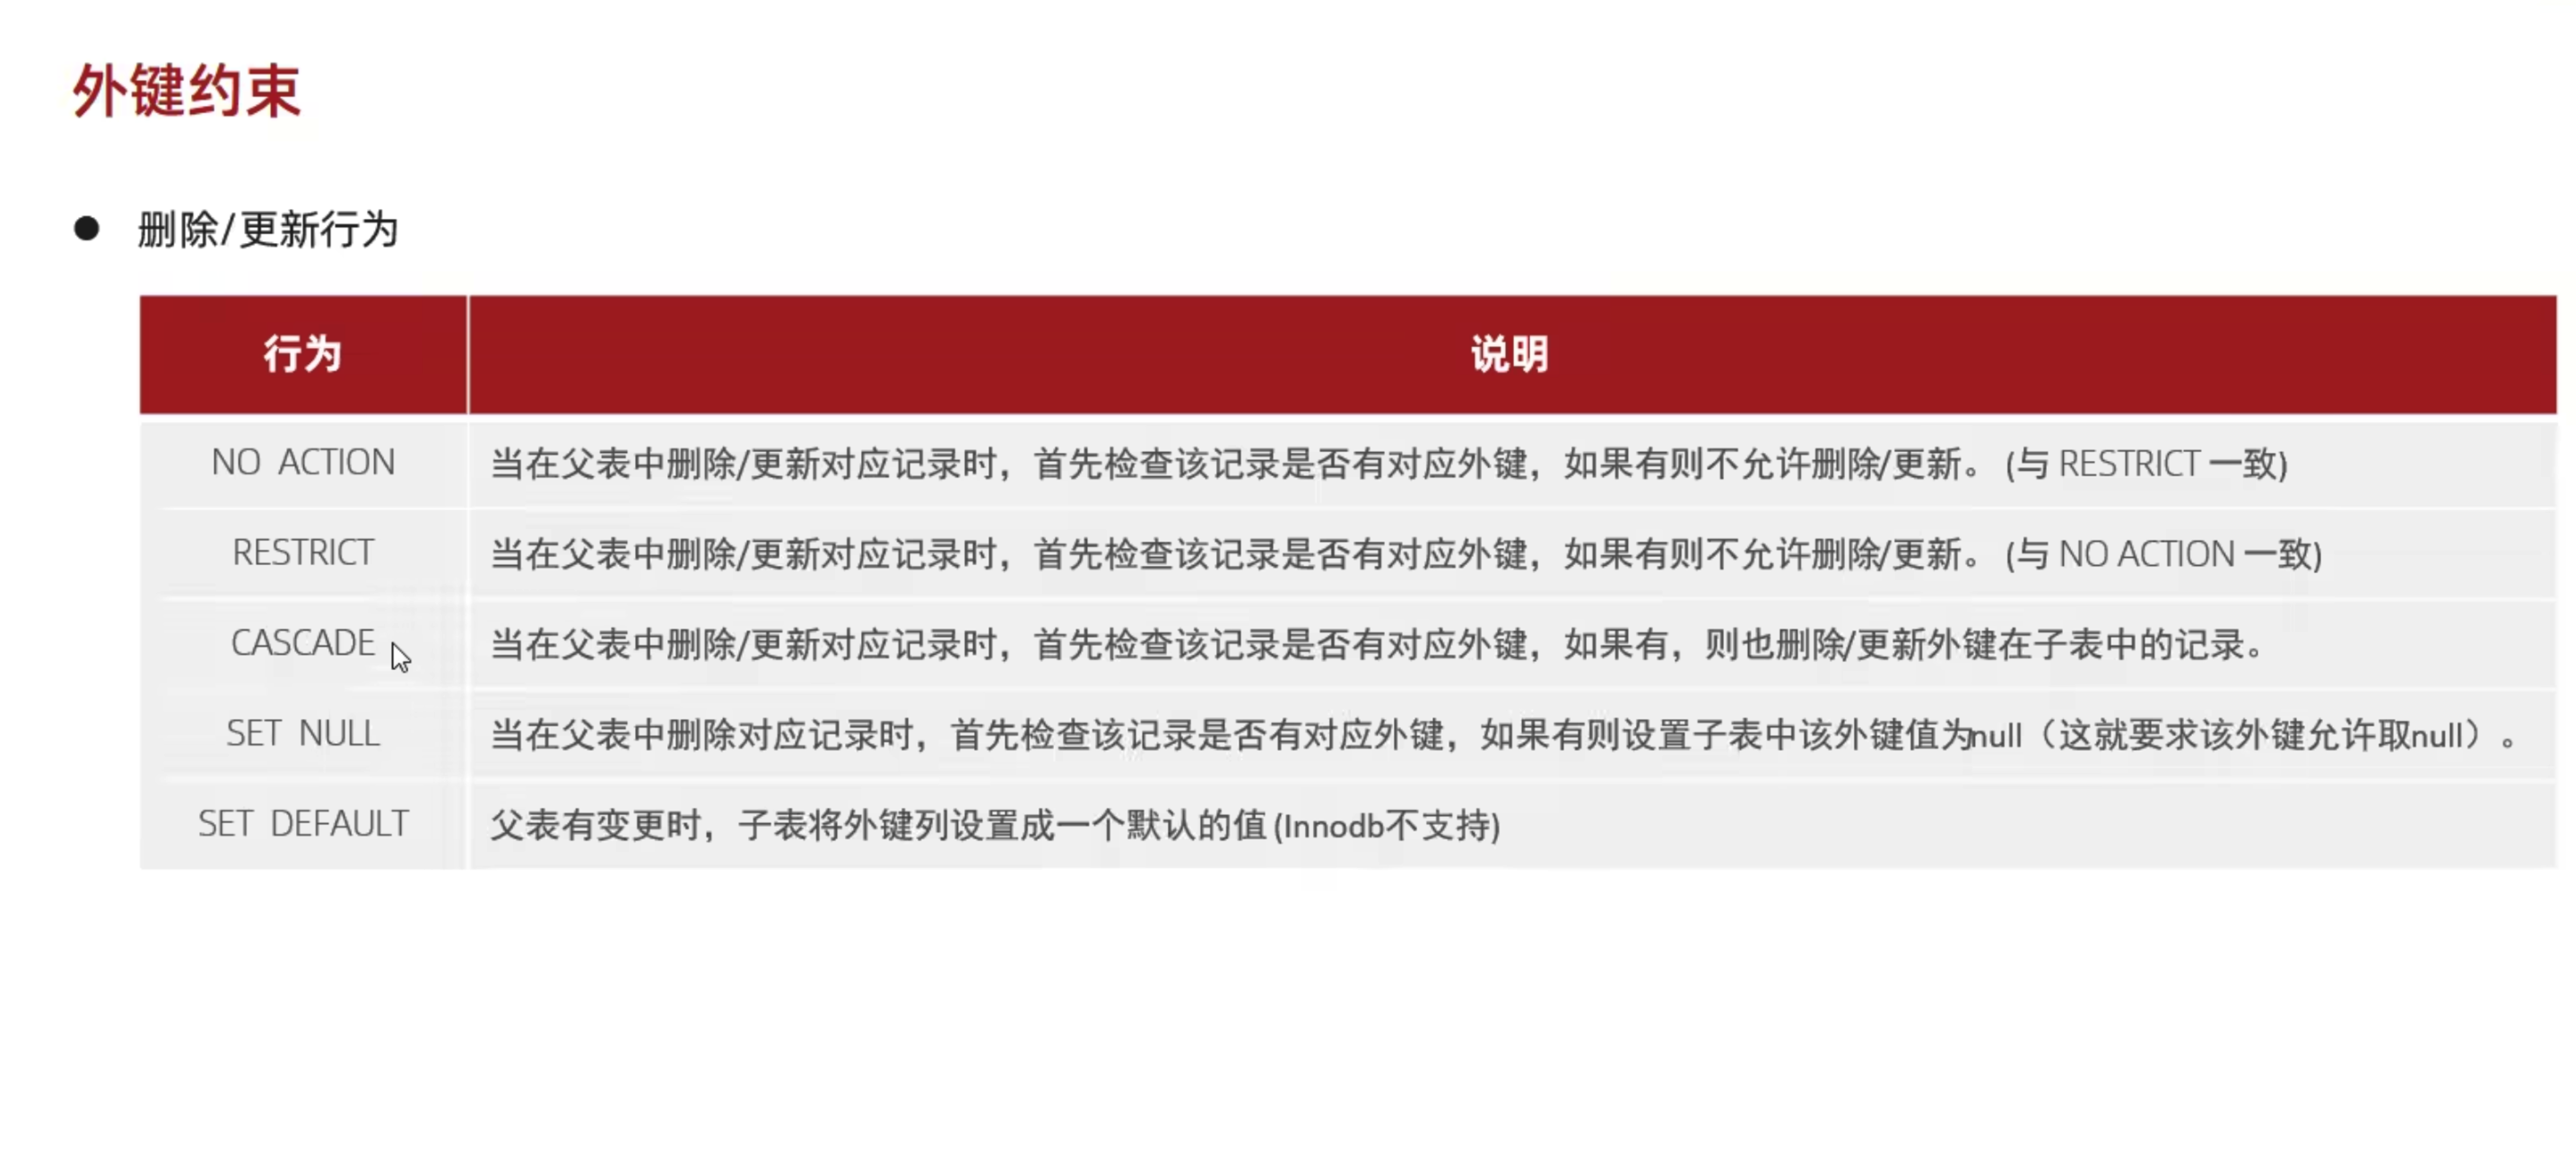 外键约束
● 删除/更新行为
行为 说明
NO ACTION 当在父表中删除/更新对应记录时，首先检查该记录是否有对应外键，如果有则不允许删除/更新。 (与 RESTRICT 一致)
RESTRICT 当在父表中删除/更新对应记录时，首先检查该记录是否有对应外键，如果有则不允许删除/更新。 (与 NO ACTION 一致)
CASCADE 当在父表中删除/更新对应记录时，首先检查该记录是否有对应外键，如果有，则也删除/更新外键在子表中的记录。
SET NULL 当在父表中删除对应记录时，首先检查该记录是否有对应外键，如果有则设置子表中该外键值为null（这就要求该外键允许取null）。
SET DEFAULT 父表有变更时，子表将外键列设置成一个默认的值 (Innodb不支持)